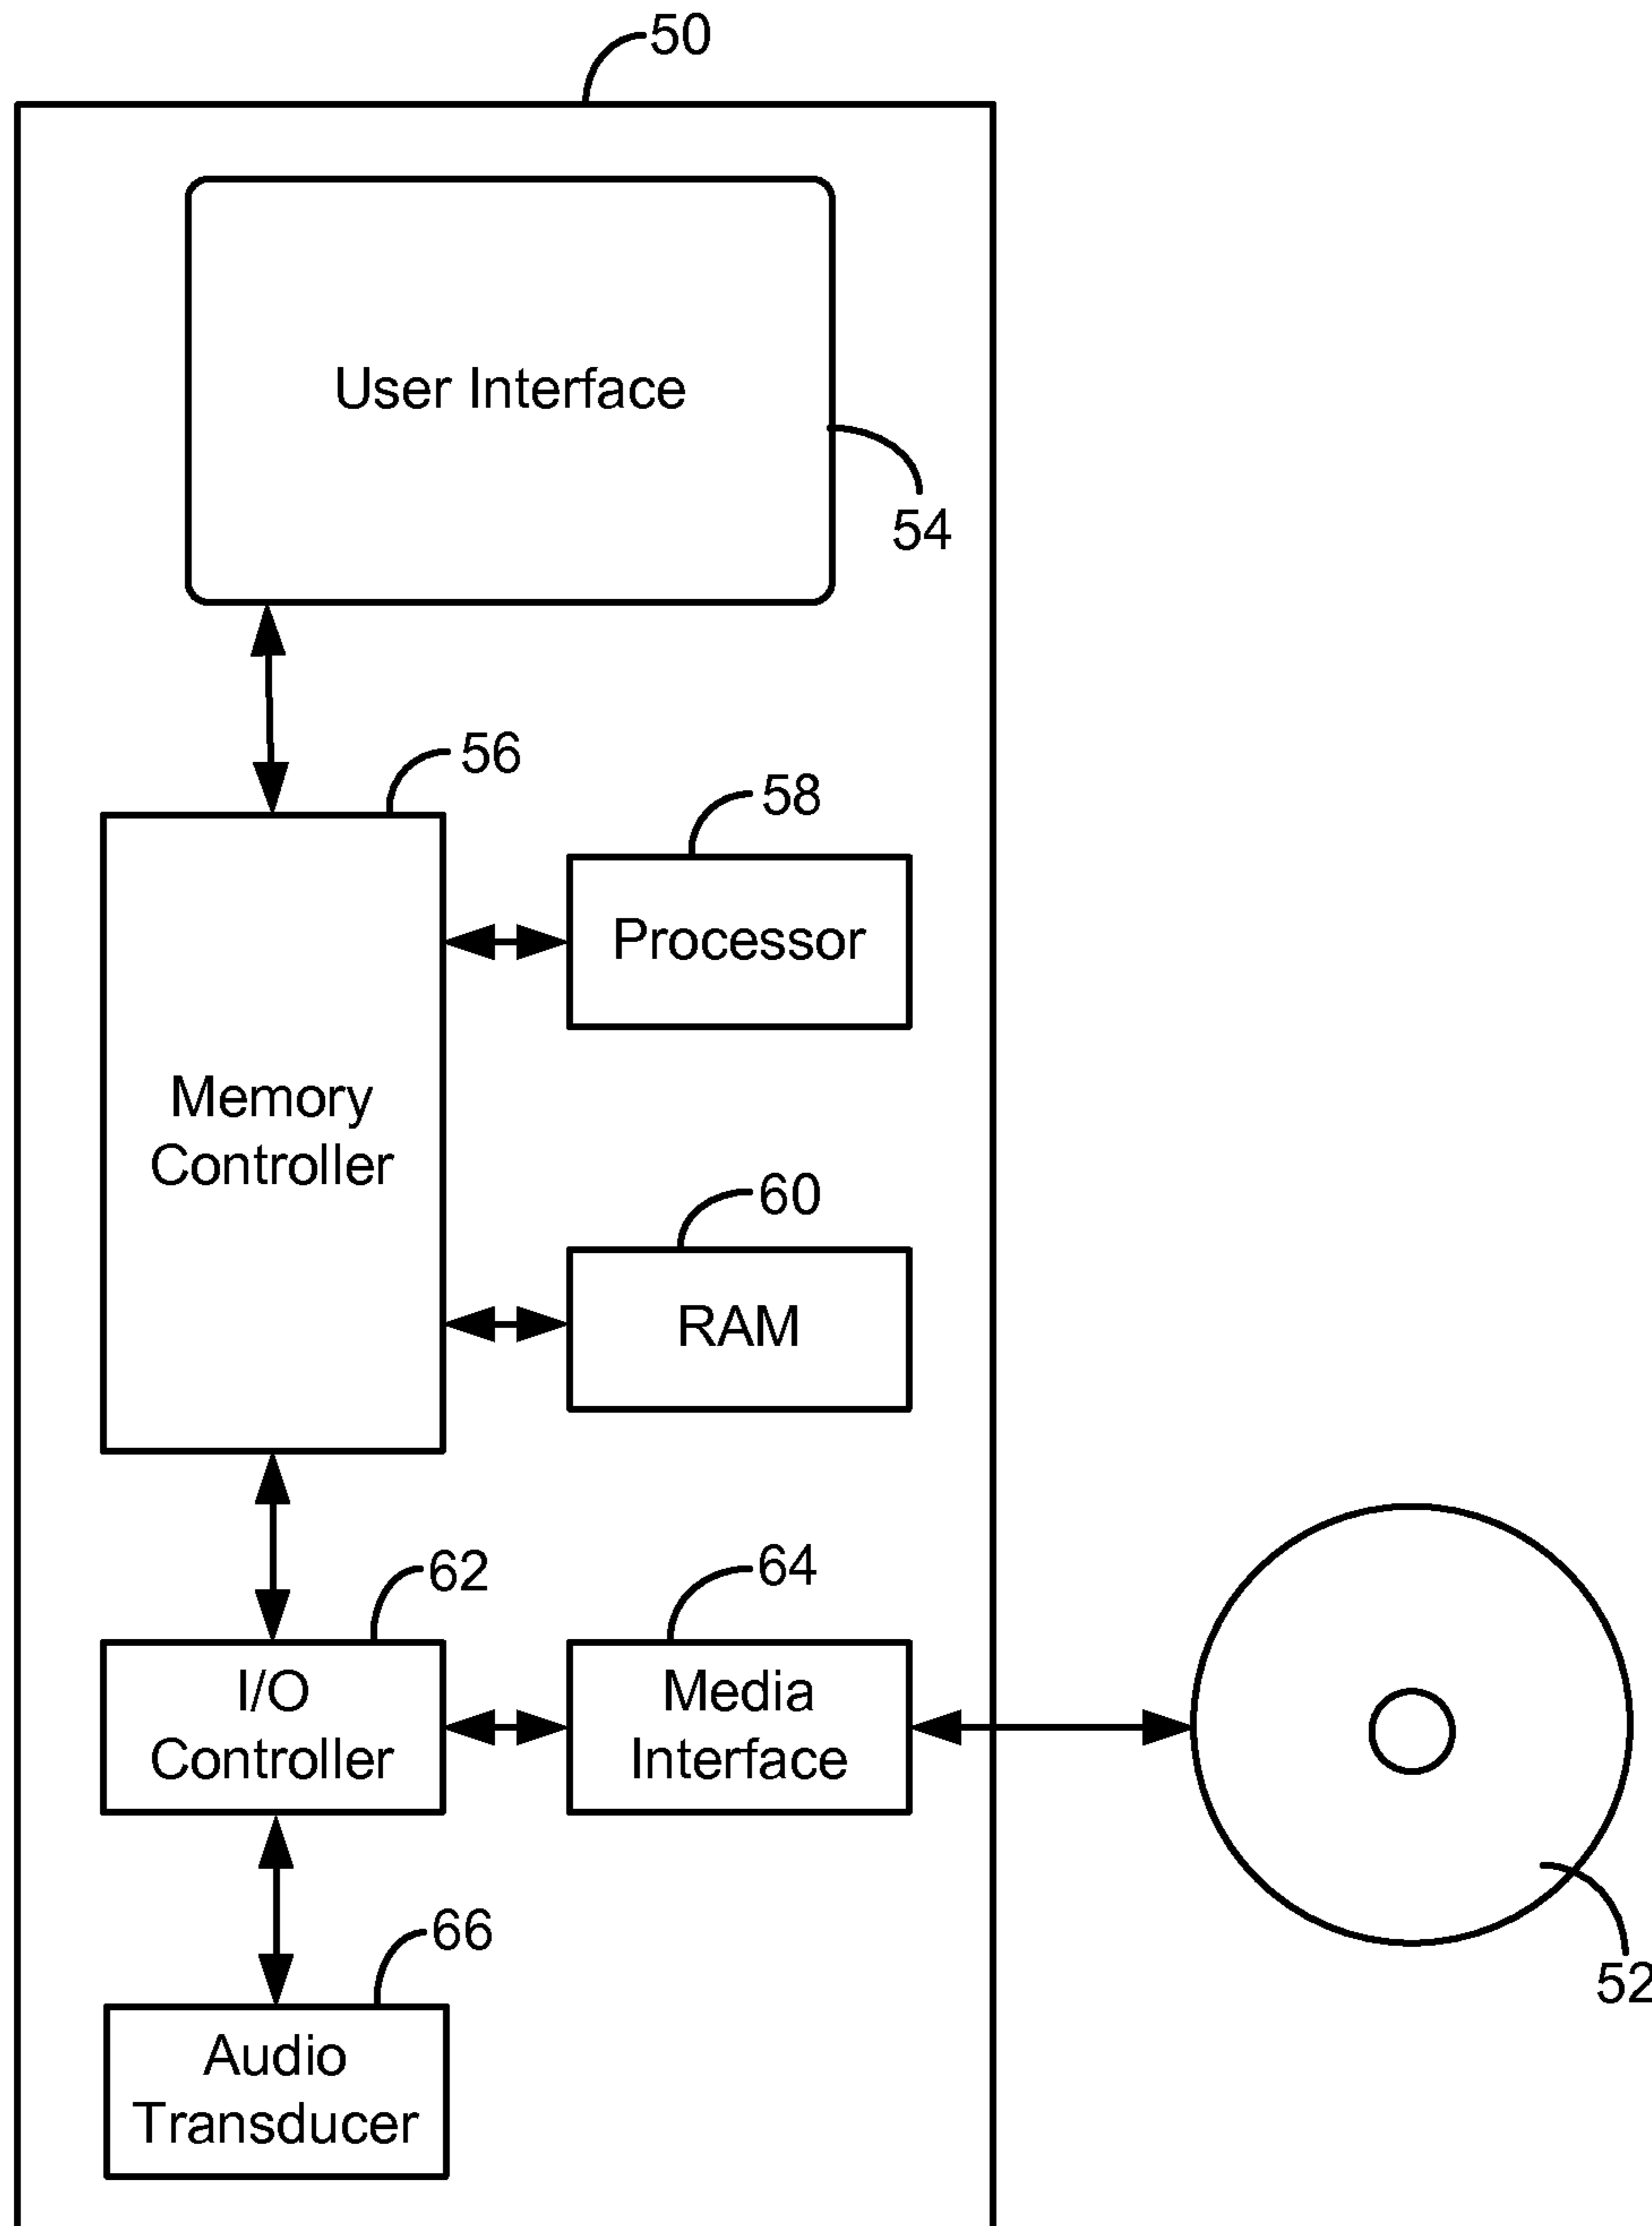 50
User Interface
54
56
58
Processor
Memory
Controller
60
RAM
62
64
I/O
Controller
Media
Interface
66
52
Audio
Transducer